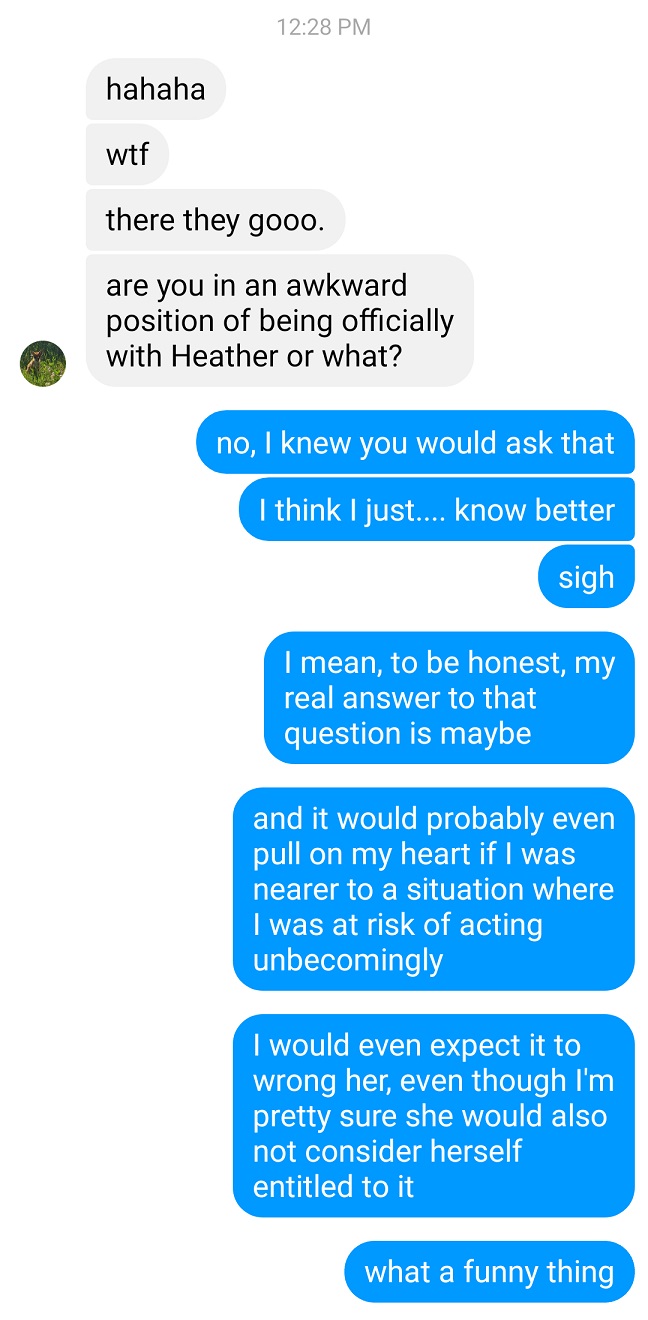 12:28 PM
hahaha
wtf
there they gooo.
are you in an awkward
position of being officially
with Heather or what?
no, I knew you would ask that
I think I just.... know better
sigh
I mean, to be honest, my
real answer to that
question is maybe
and it would probably even
pull on my heart if I was
nearer to a situation where
I was at risk of acting
unbecomingly
I would even expect it to
wrong her, even though I'm
pretty sure she would also
not consider herself
entitled to it
what a funny thing